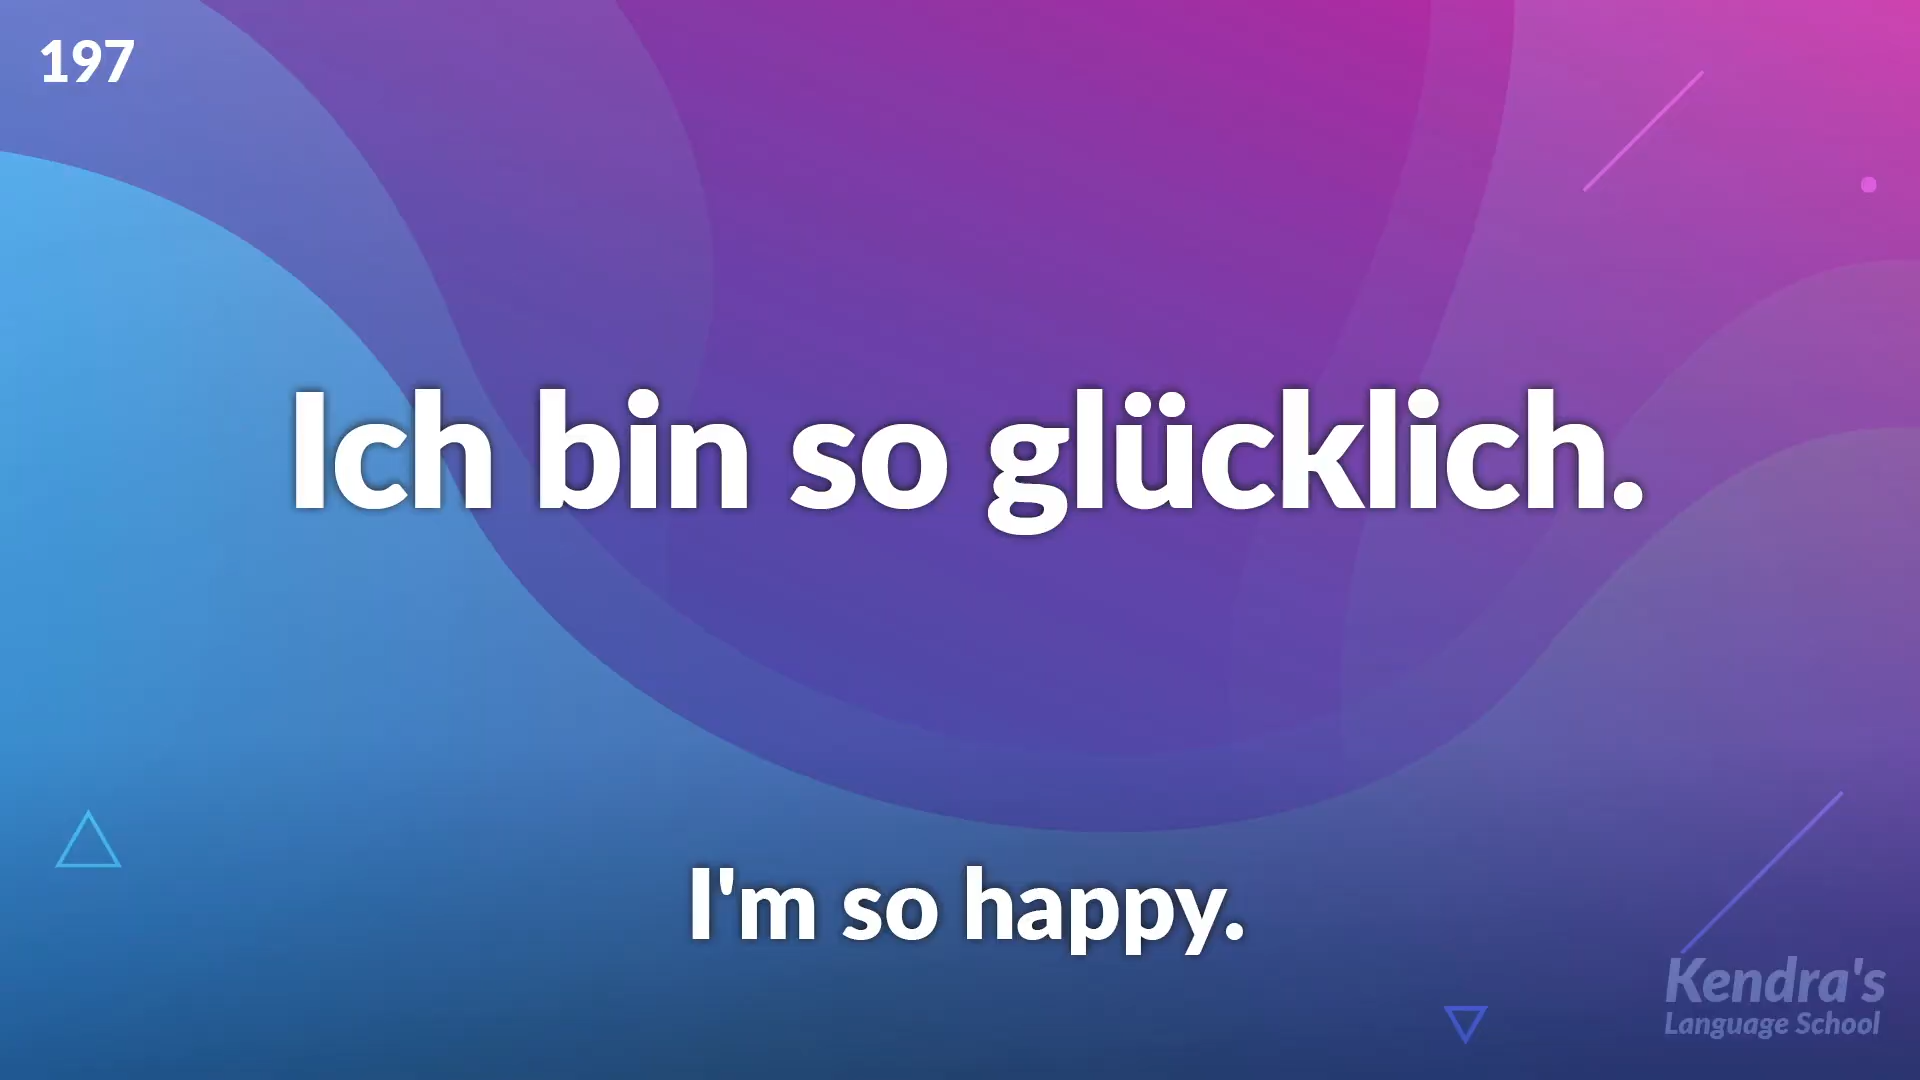 197
Ich bin so glücklich.
I'm so happy.
Kendra's
Language School